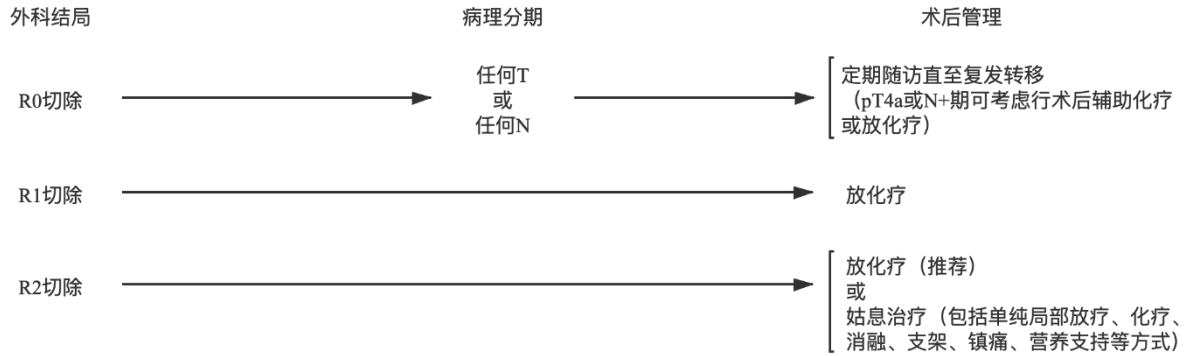 外科结局
病理分期
术后管理
R0切除
任何T
或
任何N
定期随访直至复发转移
（pT4a或N+期可考虑行术后辅助化疗
或放化疗）
R1切除
放化疗
R2切除
放化疗（推荐）
或
姑息治疗（包括单纯局部放疗、化疗、
消融、支架、镇痛、营养支持等方式）